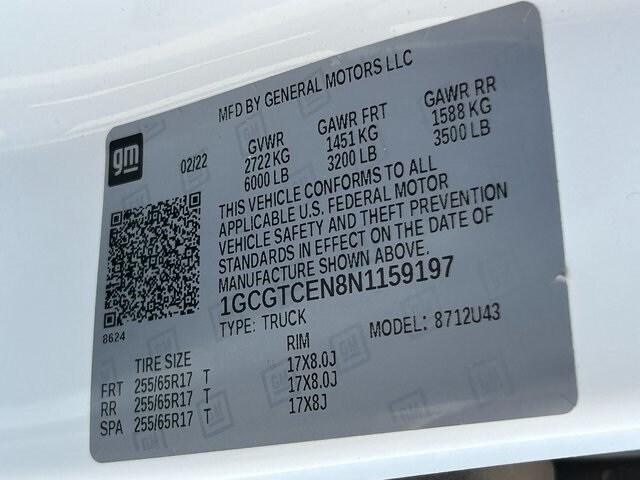 MFD BY GENERAL MOTORS LLC
gm
02/22
GVWR GAWR FRT GAWR RR
2722 KG 1451 KG 1588 KG
6000 LB 3200 LB 3500 LB
THIS VEHICLE CONFORMS TO ALL
APPLICABLE U.S. FEDERAL MOTOR
VEHICLE SAFETY AND THEFT PREVENTION
STANDARDS IN EFFECT ON THE DATE OF
MANUFACTURE SHOWN ABOVE.
1GCGTCEN8N1159197
8624
TYPE: TRUCK MODEL: 8712U43
TIRE SIZE RIM
FRT 255/65R17 T 17X8.0J
RR 255/65R17 T 17X8.0J
SPA 255/65R17 T 17X8J